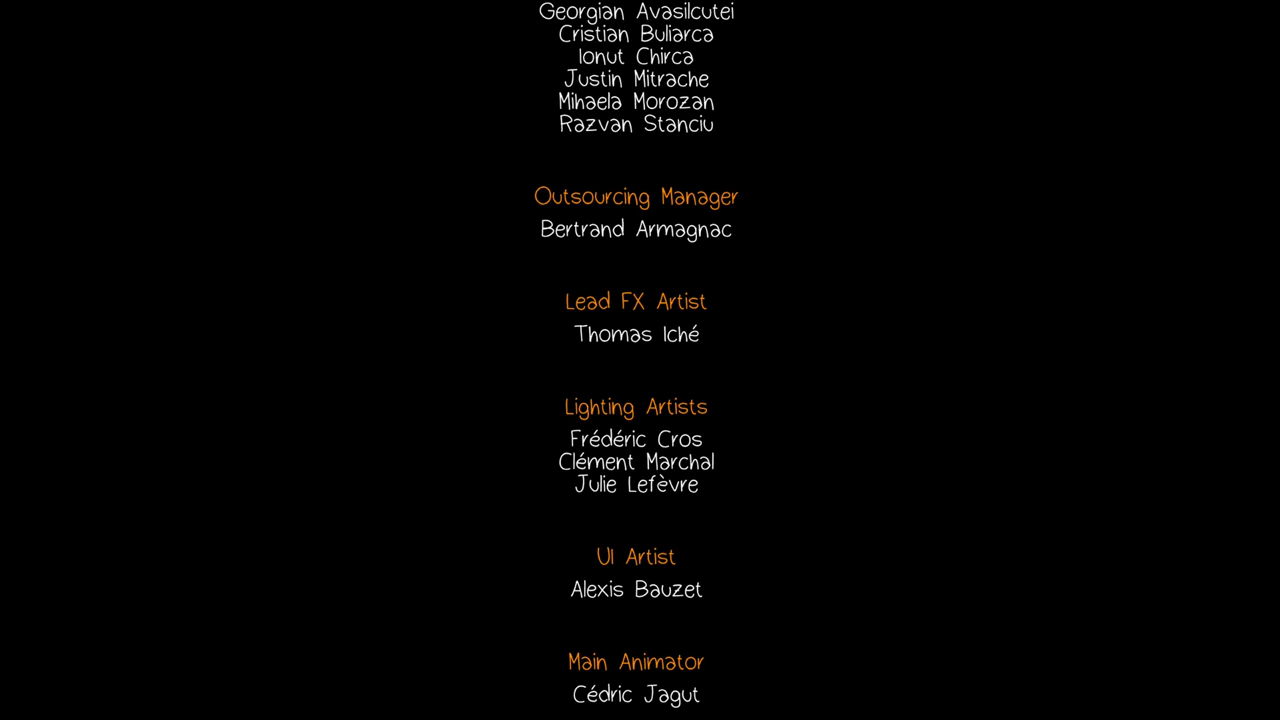 Georgian Avasilcutei
Cristian Buliarca
Ionut Chirca
Justin Mitrache
Mihaela Morozan
Razvan Stanciu
Outsourcing Manager
Bertrand Armagnac
Lead FX Artist
Thomas Iché
Lighting Artists
Frédéric Cros
Clément Marchal
Julie Lefèvre
UI Artist
Alexis Bauzet
Main Animator
Cédric Jagut